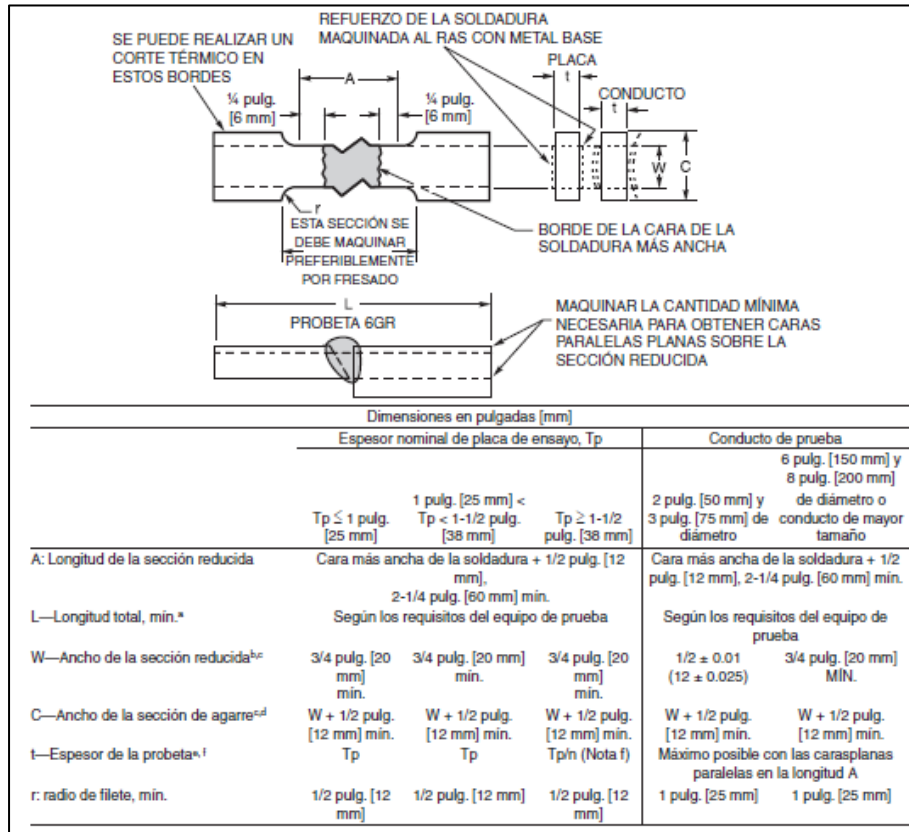 REFUERZO DE LA SOLDADURA
MAQUINADA AL RAS CON METAL BASE
SE PUEDE REALIZAR UN
CORTE TÉRMICO EN
ESTOS BORDES
PLACA
t
CONDUCTO
t
A
¼ pulg.
[6 mm]
¼ pulg.
[6 mm]
W
C
r
ESTA SECCIÓN SE
DEBE MAQUINAR
PREFERIBLEMENTE
POR FRESADO
BORDE DE LA CARA DE LA
SOLDADURA MÁS ANCHA
L
PROBETA 6GR
MAQUINAR LA CANTIDAD MÍNIMA
NECESARIA PARA OBTENER CARAS
PARALELAS PLANAS SOBRE LA
SECCIÓN REDUCIDA
Dimensiones en pulgadas [mm]
Espesor nominal de placa de ensayo, Tp Conducto de prueba
Tp ≤ 1 pulg.
[25 mm]
1 pulg. [25 mm] <
Tp < 1-1/2 pulg.
[38 mm]
Tp ≥ 1-1/2
pulg. [38 mm]
2 pulg. [50 mm] y
3 pulg. [75 mm] de
diámetro
6 pulg. [150 mm] y
8 pulg. [200 mm]
de diámetro o
conducto de mayor
tamaño
A: Longitud de la sección reducida
Cara más ancha de la soldadura + 1/2 pulg. [12
mm],
2-1/4 pulg. [60 mm] mín.
Cara más ancha de la soldadura + 1/2
pulg. [12 mm], 2-1/4 pulg. [60 mm] mín.
L—Longitud total, mín.ª
Según los requisitos del equipo de prueba
Según los requisitos del equipo de
prueba
W—Ancho de la sección reducidab,c
3/4 pulg. [20
mm]
mín.
3/4 pulg. [20 mm]
mín.
3/4 pulg. [20
mm]
mín.
1/2 ± 0.01
(12 ± 0.025)
3/4 pulg. [20 mm]
MÍN.
C—Ancho de la sección de agarrec,d
W + 1/2 pulg.
[12 mm] mín.
W + 1/2 pulg.
[12 mm] mín.
W + 1/2 pulg.
[12 mm] mín.
W + 1/2 pulg.
[12 mm] mín.
W + 1/2 pulg.
[12 mm] mín.
t—Espesor de la probetae, f
Tp
Tp
Tp/n (Nota f)
Máximo posible con las carasplanas
paralelas en la longitud A
r: radio de filete, mín.
1/2 pulg. [12
mm]
1/2 pulg. [12 mm]
1/2 pulg. [12
mm]
1 pulg. [25 mm]
1 pulg. [25 mm]